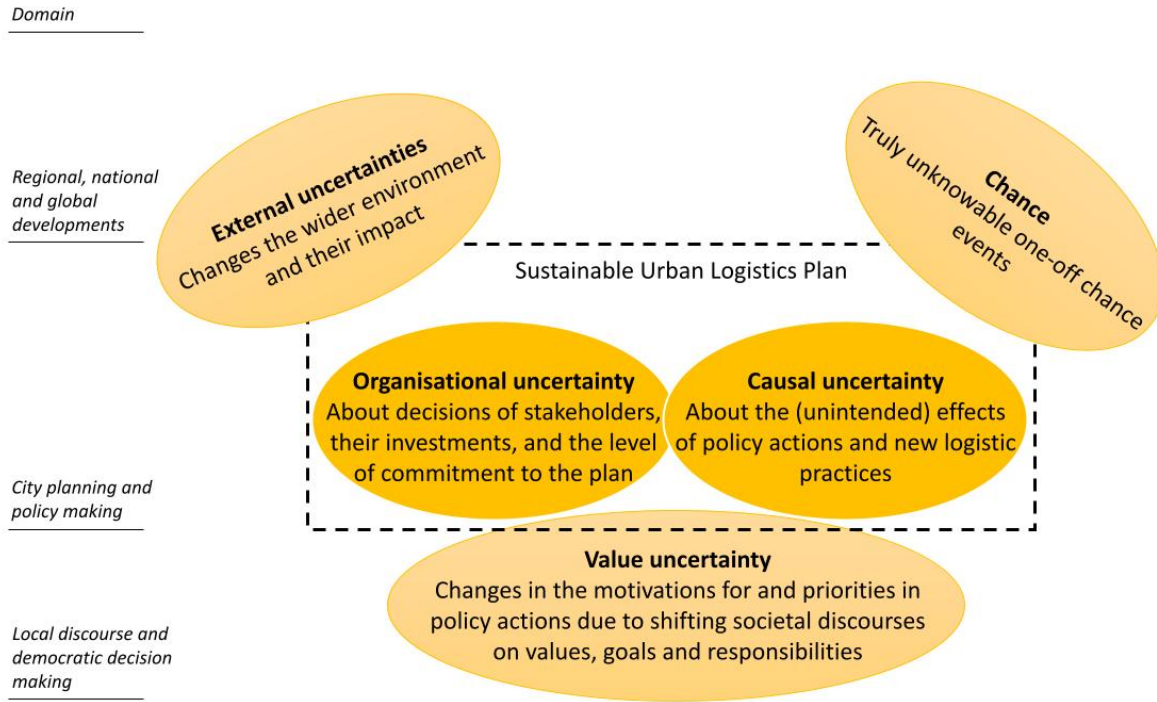 Domain
Regional, national
and global
developments
External uncertainties
Changes the wider environment
and their impact
Chance
Truly unknowable one-off chance
events
Sustainable Urban Logistics Plan
Organisational uncertainty
About decisions of stakeholders,
their investments, and the level
of commitment to the plan
Causal uncertainty
About the (unintended) effects
of policy actions and new logistic
practices
City planning and
policy making
Value uncertainty
Changes in the motivations for and priorities in
policy actions due to shifting societal discourses
on values, goals and responsibilities
Local discourse and
democratic decision
making